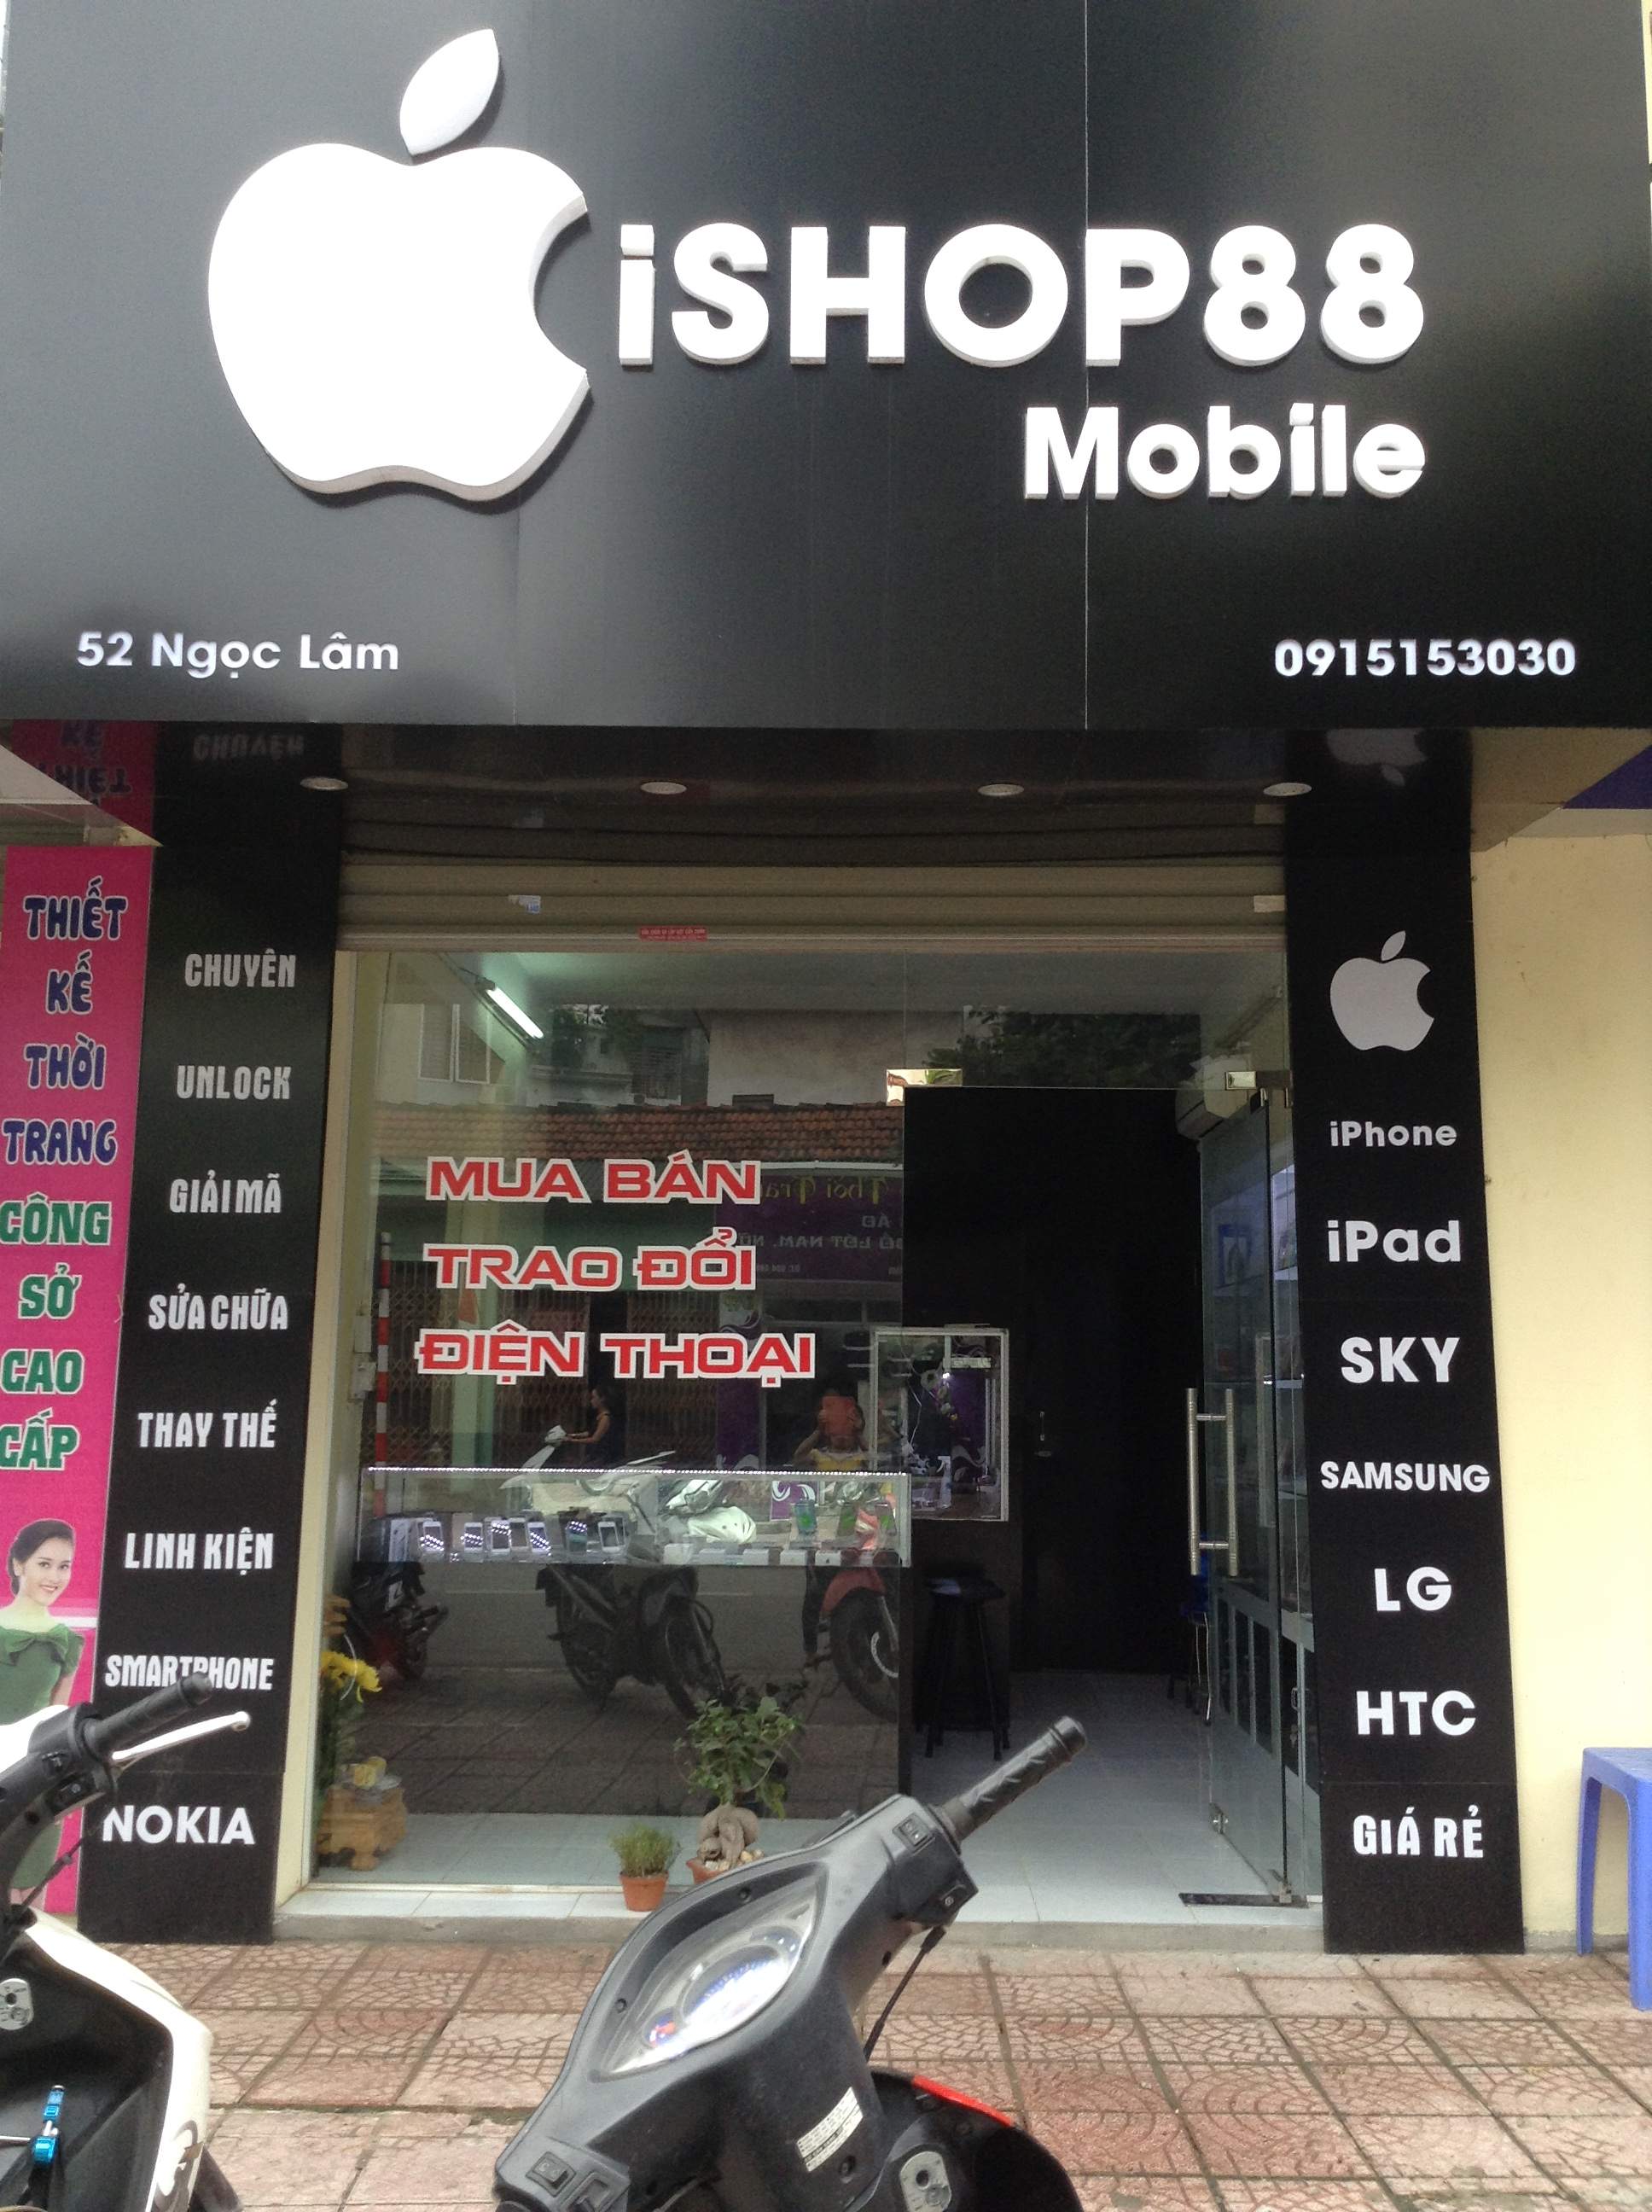 iSHOP88
Mobile
52 Ngọc Lâm
0915153030
THIẾT
KẾ
THỜI
TRANG
CÔNG
SỞ
CAO
CẤP
CHUYÊN
UNLOCK
GIẢI MÃ
SỬA CHỮA
THAY THẾ
LINH KIỆN
SMARTPHONE
NOKIA
MUA BÁN
TRAO ĐỔI
ĐIỆN THOẠI
iPhone
iPad
SKY
SAMSUNG
LG
HTC
GIÁ RẺ